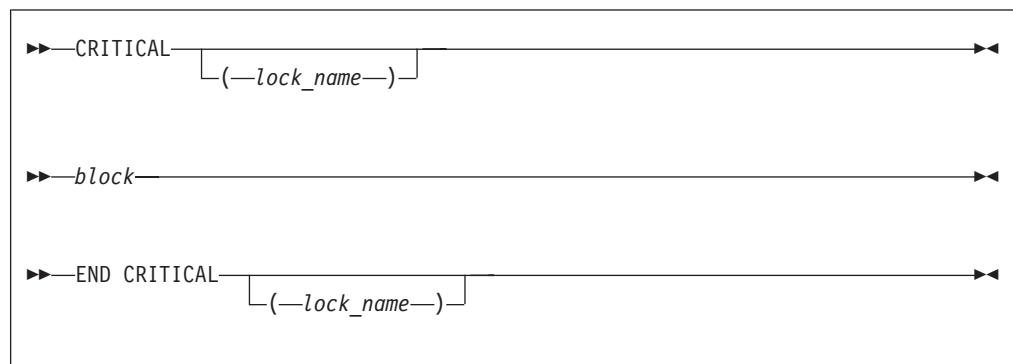 CRITICAL
( lock_name )
block
END CRITICAL
( lock_name )